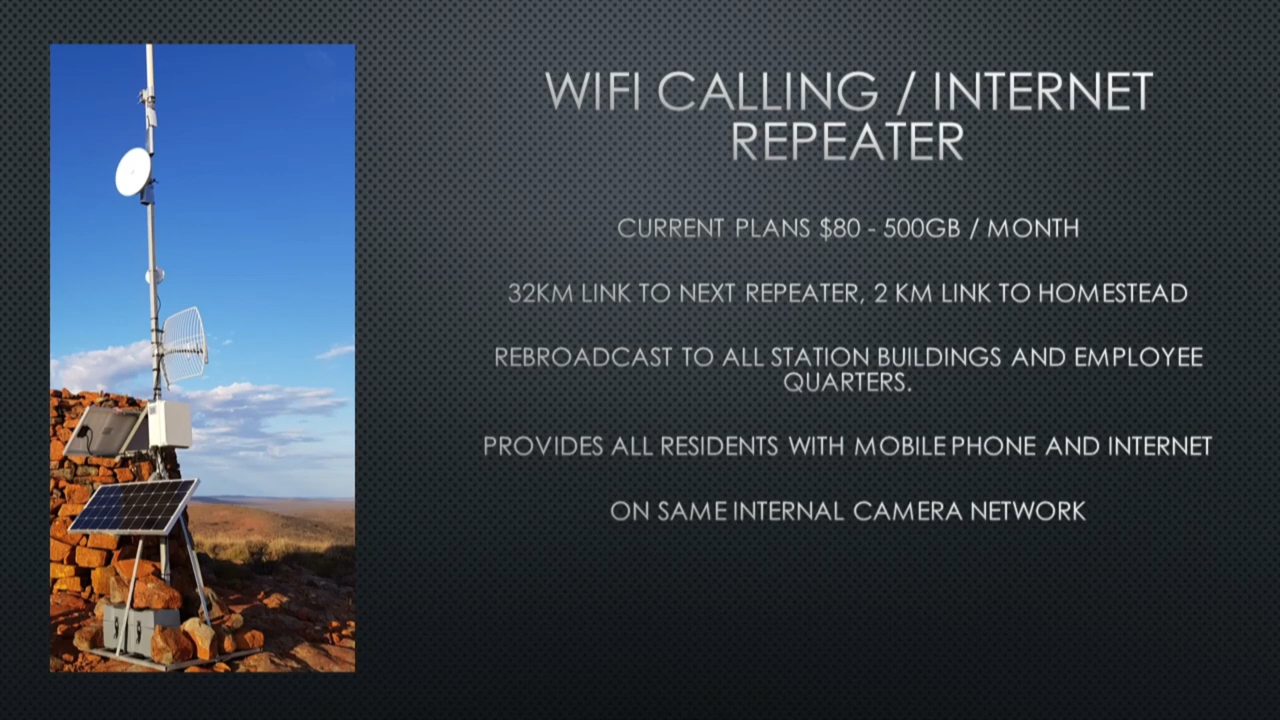 WIFI CALLING / INTERNET
REPEATER
CURRENT PLANS $80 - 500GB / MONTH
32KM LINK TO NEXT REPEATER, 2 KM LINK TO HOMESTEAD
REBROADCAST TO ALL STATION BUILDINGS AND EMPLOYEE
QUARTERS.
PROVIDES ALL RESIDENTS WITH MOBILE PHONE AND INTERNET
ON SAME INTERNAL CAMERA NETWORK